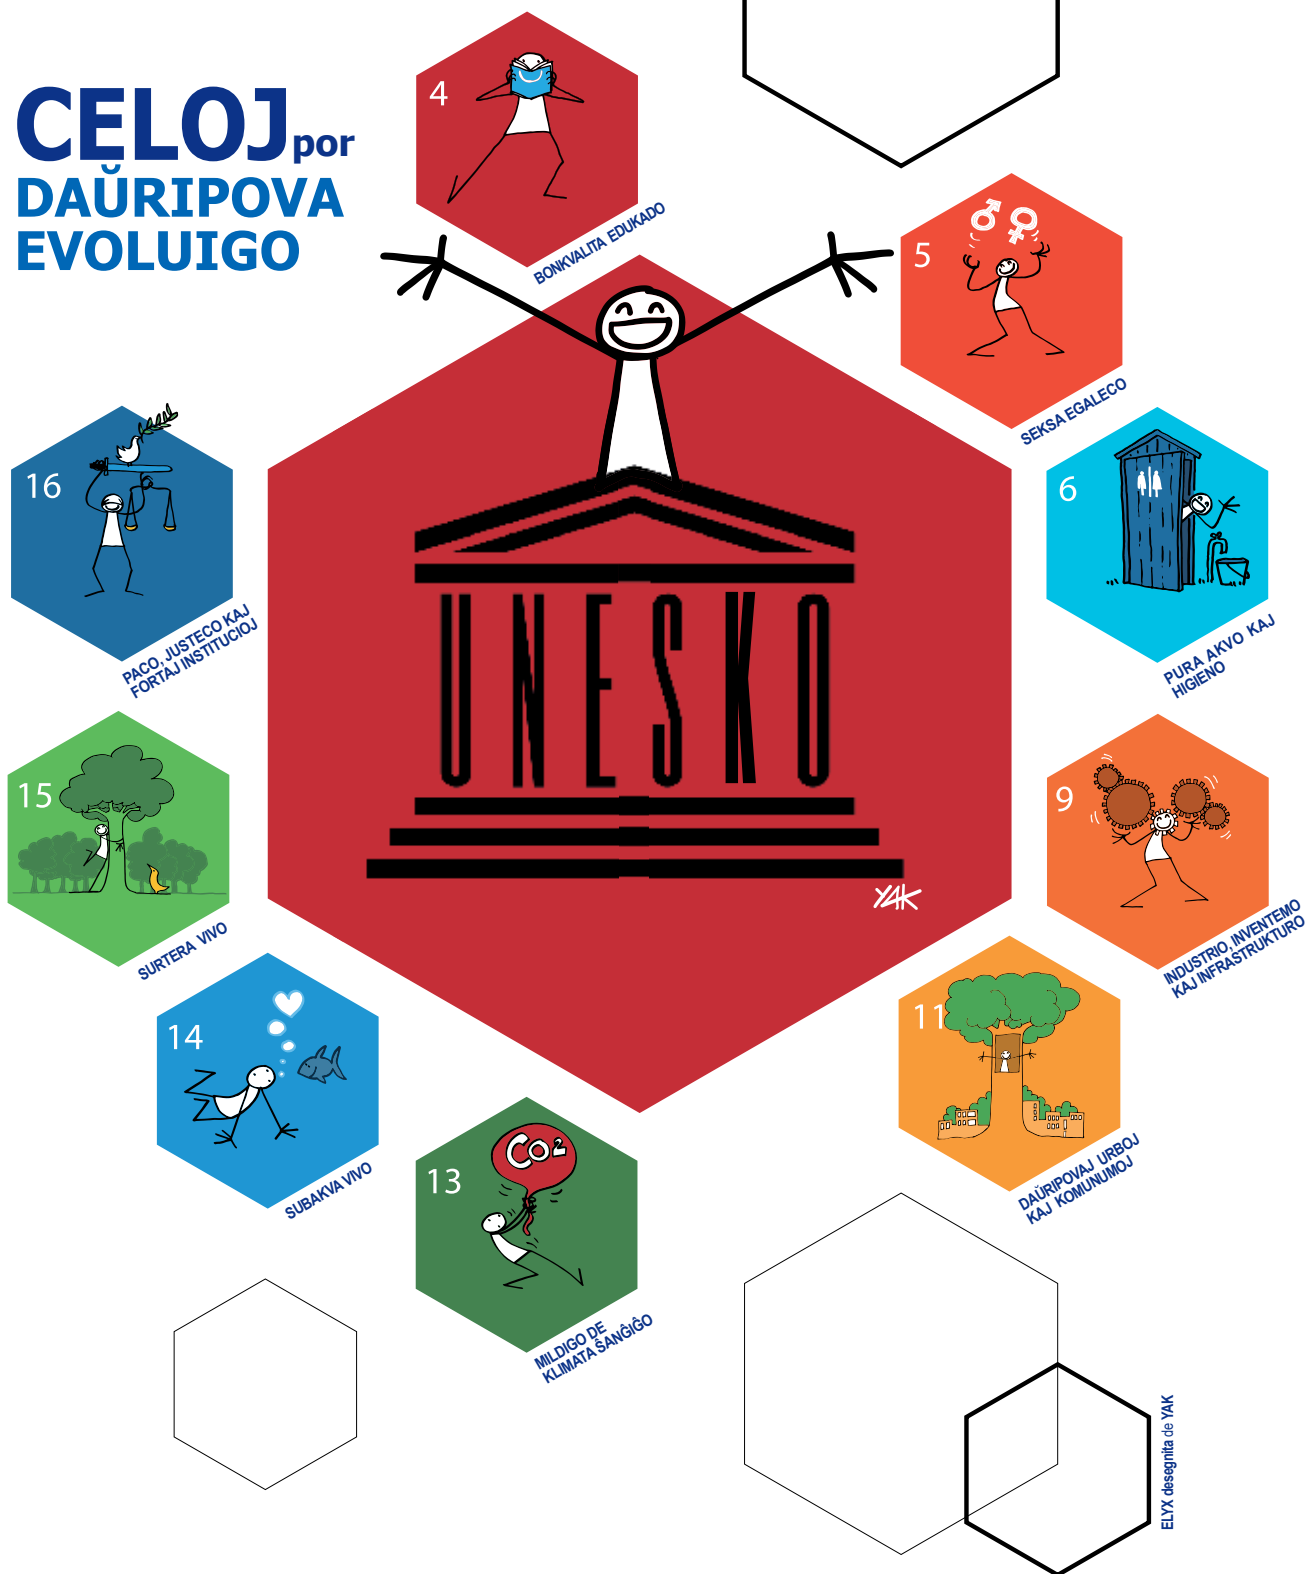 CELOJ por
DAŬRIPOVA
EVOLUIGO
4
BONKVALITA EDUKADO
5
SEKSA EGALECO
6
PURA AKVO KAJ
HIGIENO
9
INDUSTRIO, INVENTEMO
KAJ INFRASTRUKTURO
11
DAŬRIPOVAJ URBOJ
KAJ KOMUNUMOJ
13
CO2
MILDIGO DE
KLIMATA ŜANĜIĜO
14
SUBAKVA VIVO
15
SURTERA VIVO
16
PACO, JUSTECO KAJ
FORTAJ INSTITUCIOJ
UNESKO
YAK
ELYX desegnita de YAK